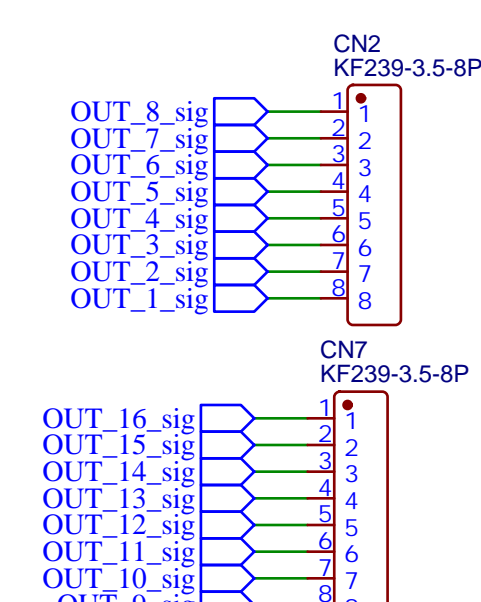 CN2
KF239-3.5-8P
OUT_8_sig 1 1
OUT_7_sig 2 2
OUT_6_sig 3 3
OUT_5_sig 4 4
OUT_4_sig 5 5
OUT_3_sig 6 6
OUT_2_sig 7 7
OUT_1_sig 8 8
CN7
KF239-3.5-8P
OUT_16_sig 1 1
OUT_15_sig 2 2
OUT_14_sig 3 3
OUT_13_sig 4 4
OUT_12_sig 5 5
OUT_11_sig 6 6
OUT_10_sig 7 7
OUT_9_sig 8